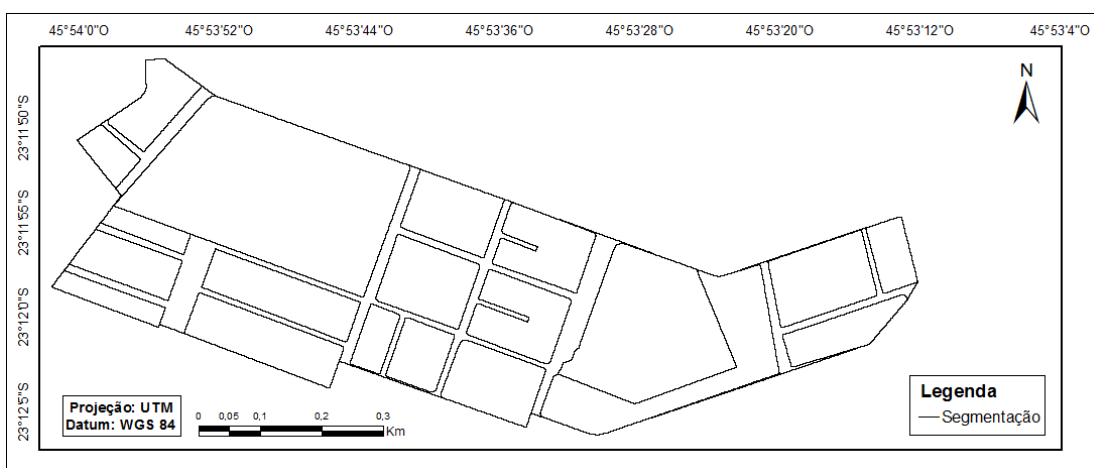 45°54'0"O 45°53'52"O 45°53'44"O 45°53'36"O 45°53'28"O 45°53'20"O 45°53'12"O 45°53'4"O
23°11'50"S
23°11'55"S
23°12'0"S
23°12'5"S
N
Projeção: UTM
Datum: WGS 84
0 0,05 0,1 0,2 0,3
Km
Legenda
Segmentação